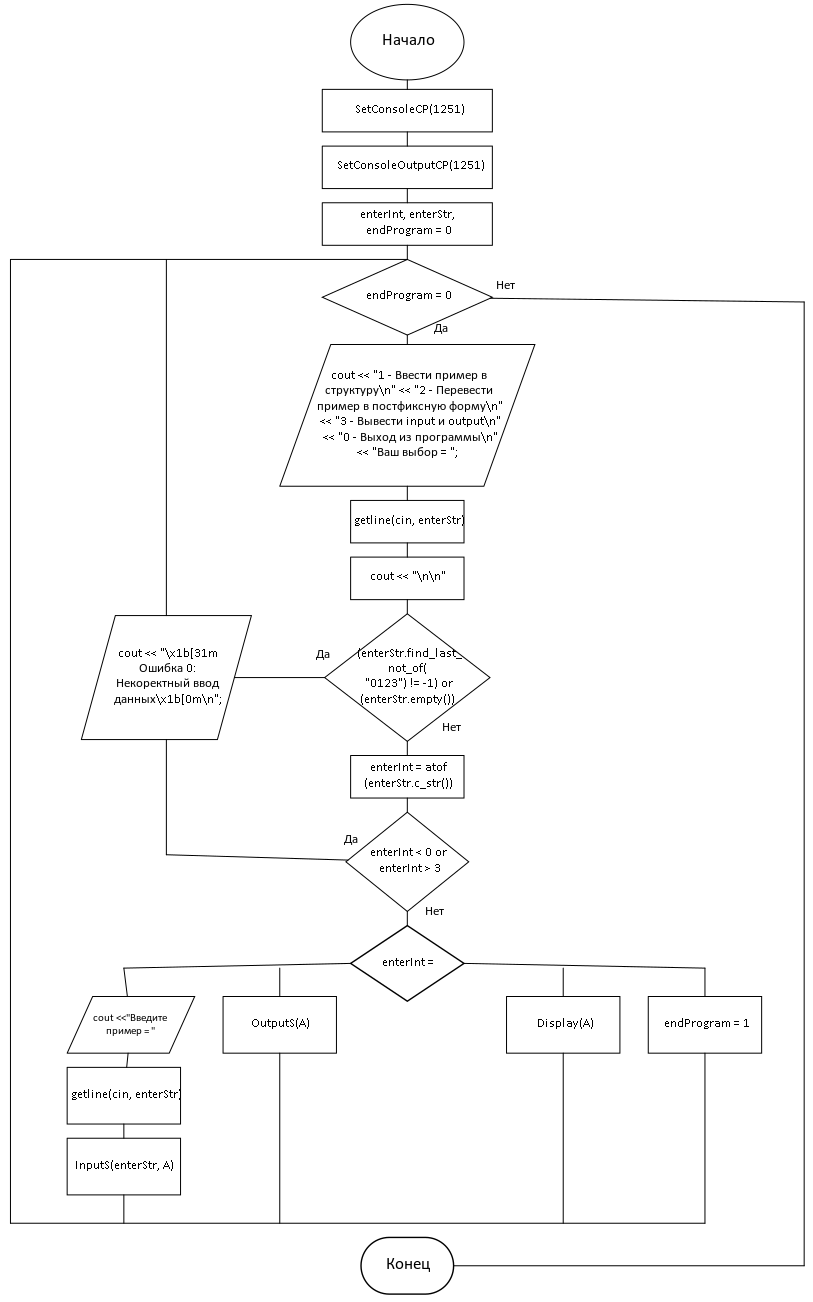 Начало
SetConsoleCP(1251)
SetConsoleOutputCP(1251)
enterInt, enterStr,
endProgram = 0
endProgram = 0
Нет
Да
cout << "1 - Ввести пример в
структуру\n" << "2 - Перевести
пример в постфиксную форму\n"
<< "3 - Вывести input и output\n"
<< "0 - Выход из программы\n"
<< "Ваш выбор = ";
getline(cin, enterStr)
cout << "\n\n"
(enterStr.find_last_
not_of(
"0123") != -1) or
(enterStr.empty())
Да
Нет
cout << "\x1b[31m
Ошибка 0:
Некоректный ввод
данных\x1b[0m\n";
enterInt = atof
(enterStr.c_str())
Да
enterInt < 0 or
enterInt > 3
Нет
enterInt =
cout <<"Введите
пример = "
OutputS(A)
Display(A)
endProgram = 1
getline(cin, enterStr)
InputS(enterStr, A)
Конец